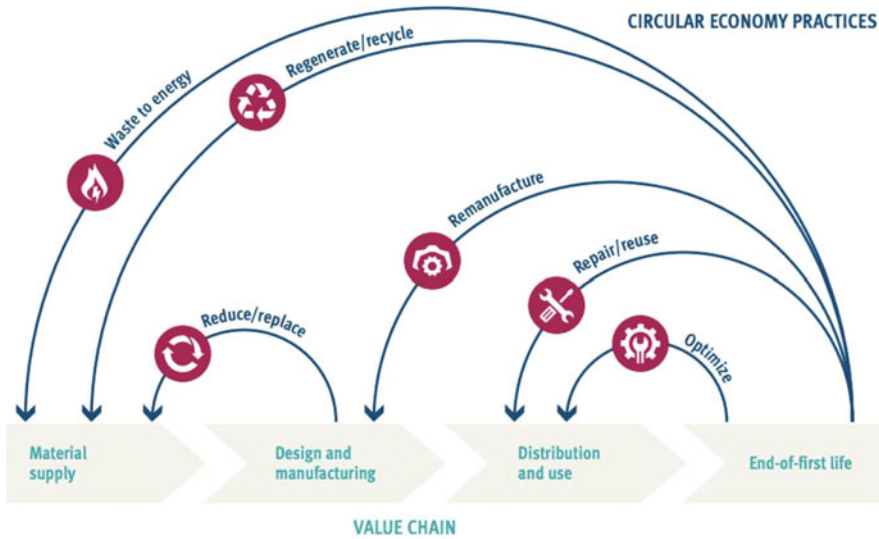 CIRCULAR ECONOMY PRACTICES
Waste to energy
Regenerate/recycle
Remanufacture
Repair/reuse
Reduce/replace
Optimize
Material
supply
Design and
manufacturing
Distribution
and use
End-of-first life
VALUE CHAIN